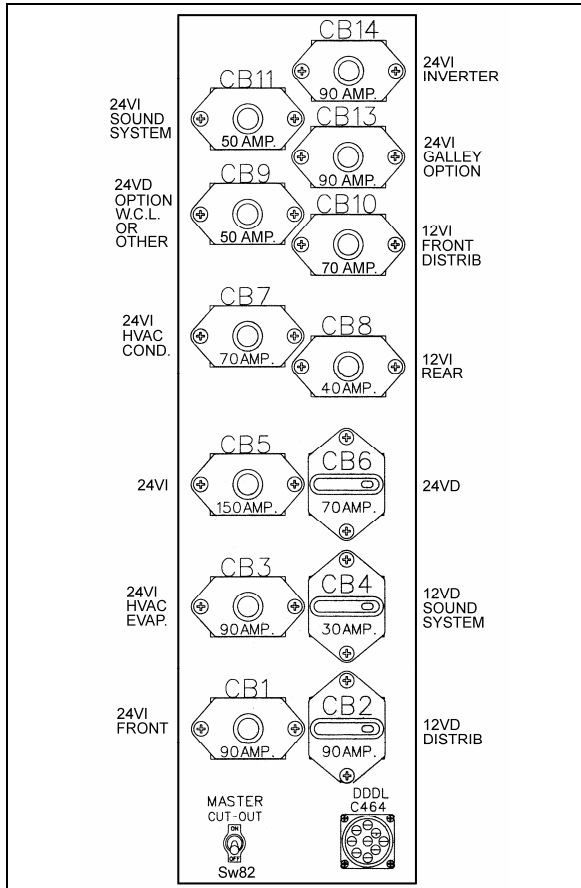 CB14
24VI
INVERTER
90 AMP.
CB11
24VI
SOUND
SYSTEM
50 AMP.
CB13
24VI
GALLEY
OPTION
90 AMP.
CB9
24VD
OPTION
W.C.L.
OR
OTHER
50 AMP.
CB10
12VI
FRONT
DISTRIB
70 AMP.
CB7
24VI
HVAC
COND.
70AMP.
CB8
12VI
REAR
40AMP.
CB5
24VI
150AMP.
CB6
24VD
70AMP.
CB3
24VI
HVAC
EVAP.
90AMP.
CB4
12VD
SOUND
SYSTEM
30AMP.
CB1
24VI
FRONT
90AMP.
CB2
12VD
DISTRIB
90AMP.
MASTER
CUT-OUT
ON
OFF
Sw82
DDDL
C464